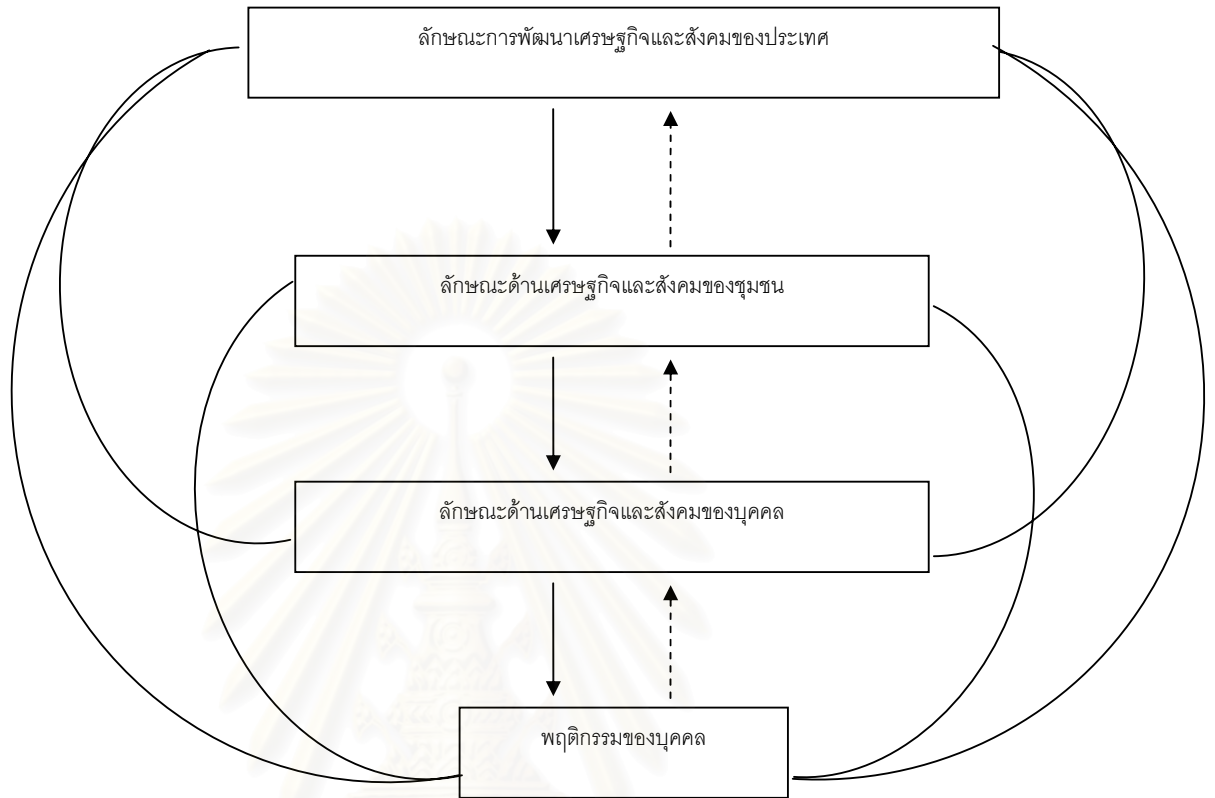 ลักษณะการพัฒนาเศรษฐกิจและสังคมของประเทศ
ลักษณะด้านเศรษฐกิจและสังคมของชุมชน
ลักษณะด้านเศรษฐกิจและสังคมของบุคคล
พฤติกรรมของบุคคล